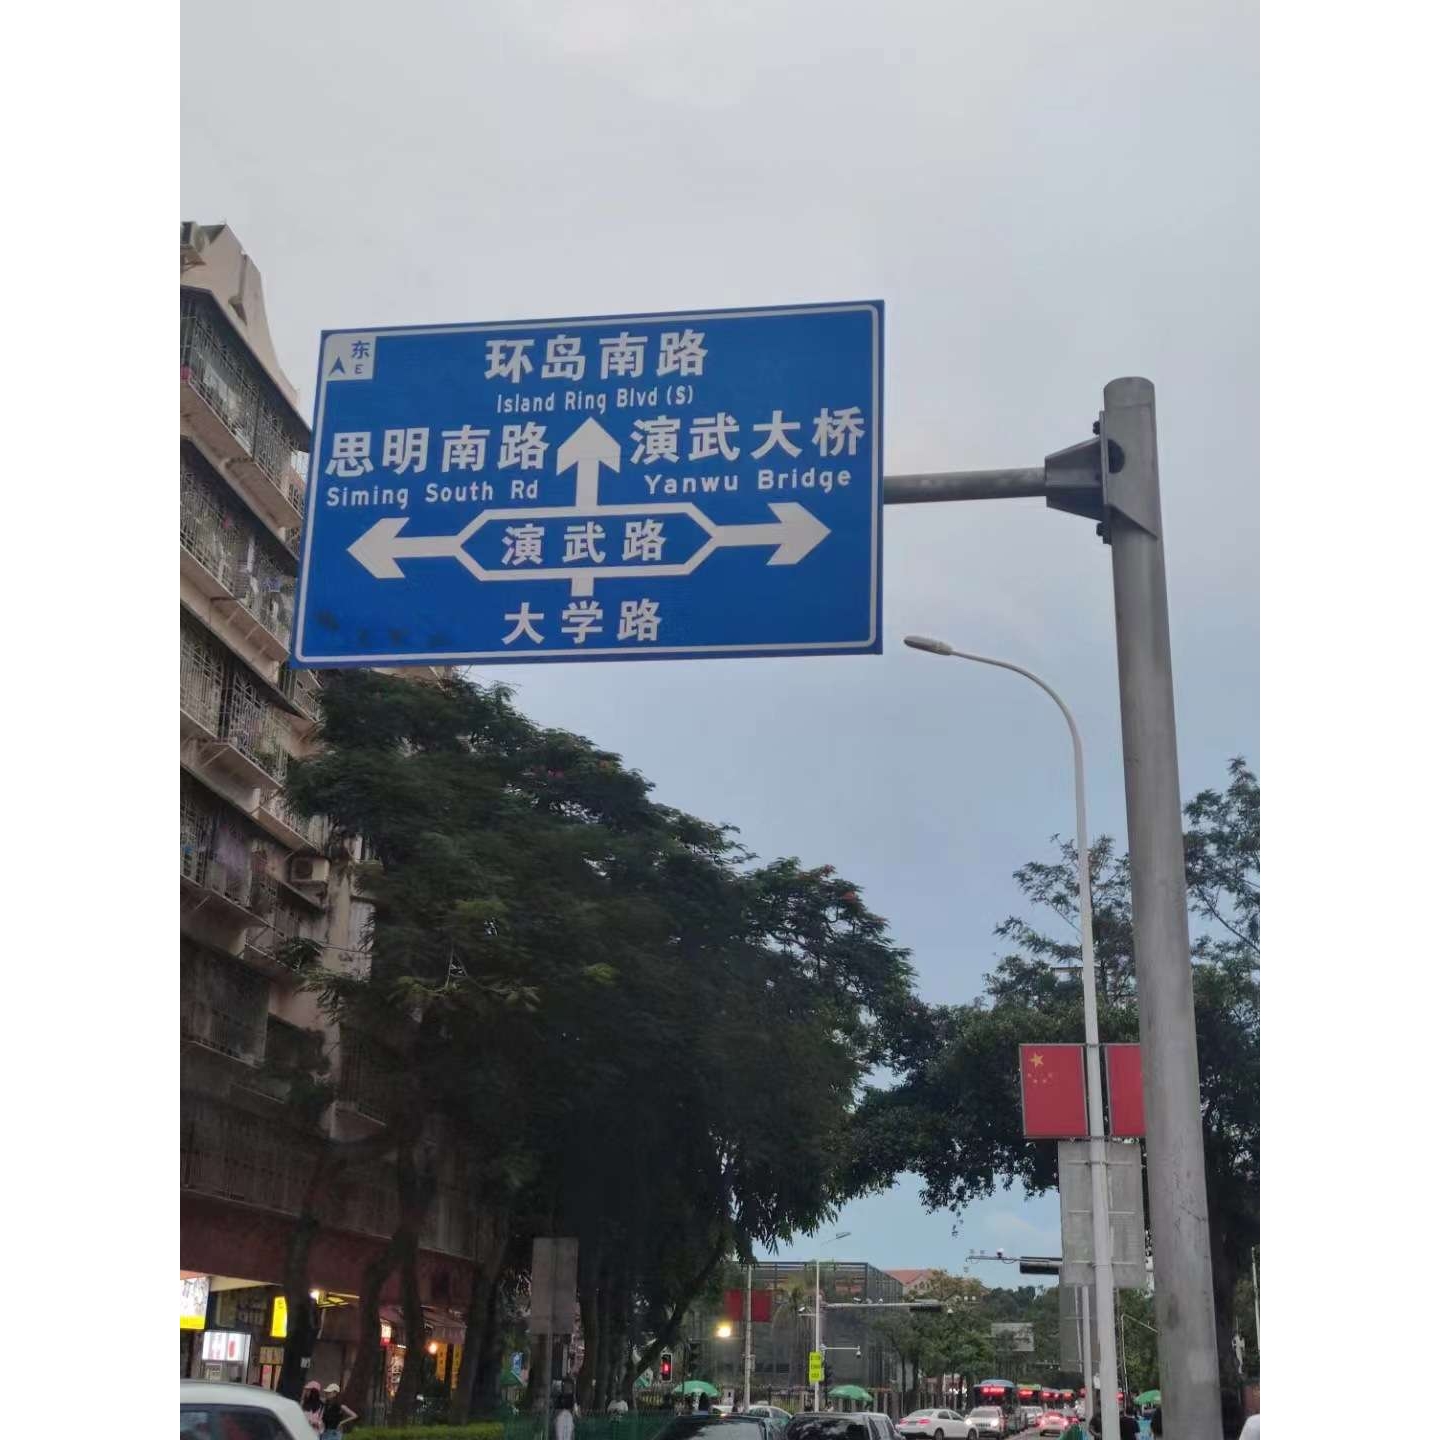 东
E
环岛南路
Island Ring Blvd (S)
思明南路
Siming South Rd
演武大桥
Yanwu Bridge
演武路
大学路